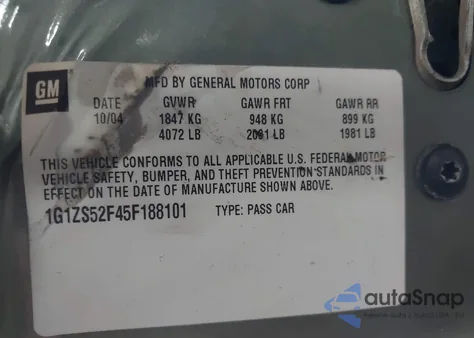 GM
MFD BY GENERAL MOTORS CORP
DATE GVWR GAWR FRT GAWR RR
10/04 1847 KG 948 KG 899 KG
4072 LB 2091 LB 1981 LB
THIS VEHICLE CONFORMS TO ALL APPLICABLE U.S. FEDERAL MOTOR
VEHICLE SAFETY, BUMPER, AND THEFT PREVENTION STANDARDS IN
EFFECT ON THE DATE OF MANUFACTURE SHOWN ABOVE.
1G1ZS52F45F188101 TYPE: PASS CAR
autaSnap